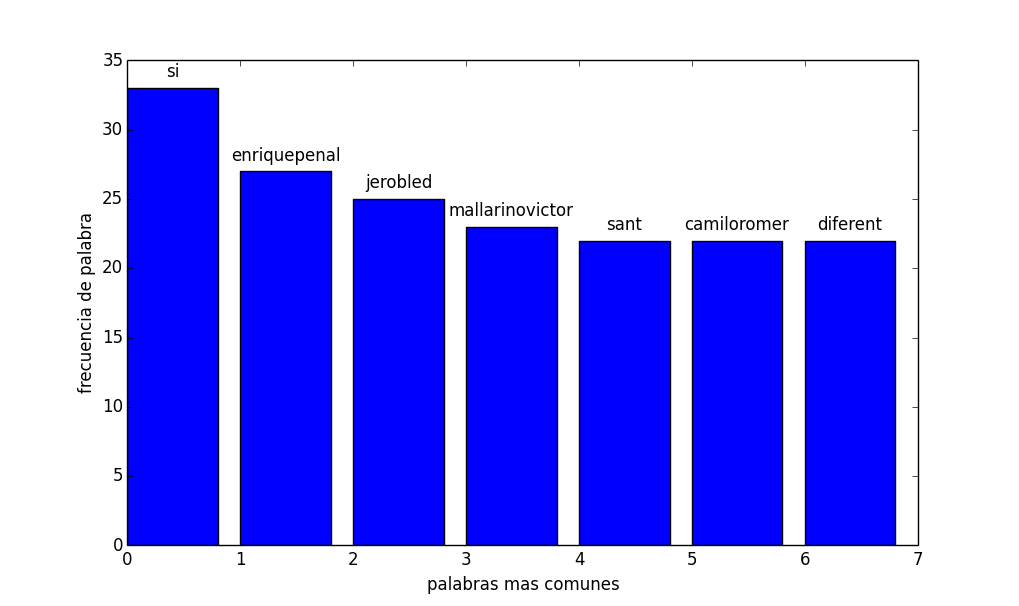 35
si
30
enriquepenal
jerobled
25
mallarinovictor
sant
camiloromer
diferent
20
15
10
5
0
frecuencia de palabra
0 1 2 3 4 5 6 7
palabras mas comunes